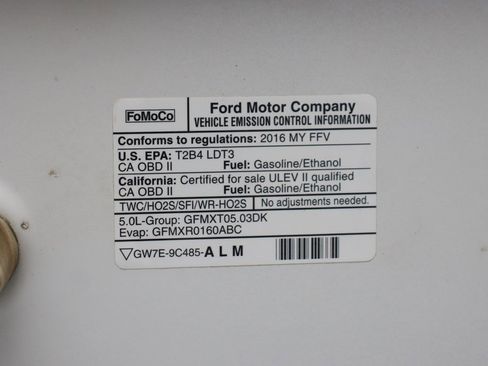 FoMoCo
Ford Motor Company
VEHICLE EMISSION CONTROL INFORMATION
Conforms to regulations: 2016 MY FFV
U.S. EPA: T2B4 LDT3
CA OBD II Fuel: Gasoline/Ethanol
California: Certified for sale ULEV II qualified
CA OBD II Fuel: Gasoline/Ethanol
TWC/HO2S/SFI/WR-HO2S No adjustments needed.
5.0L-Group: GFMXT05.03DK
Evap: GFMXR0160ABC
▽GW7E-9C485-A L M